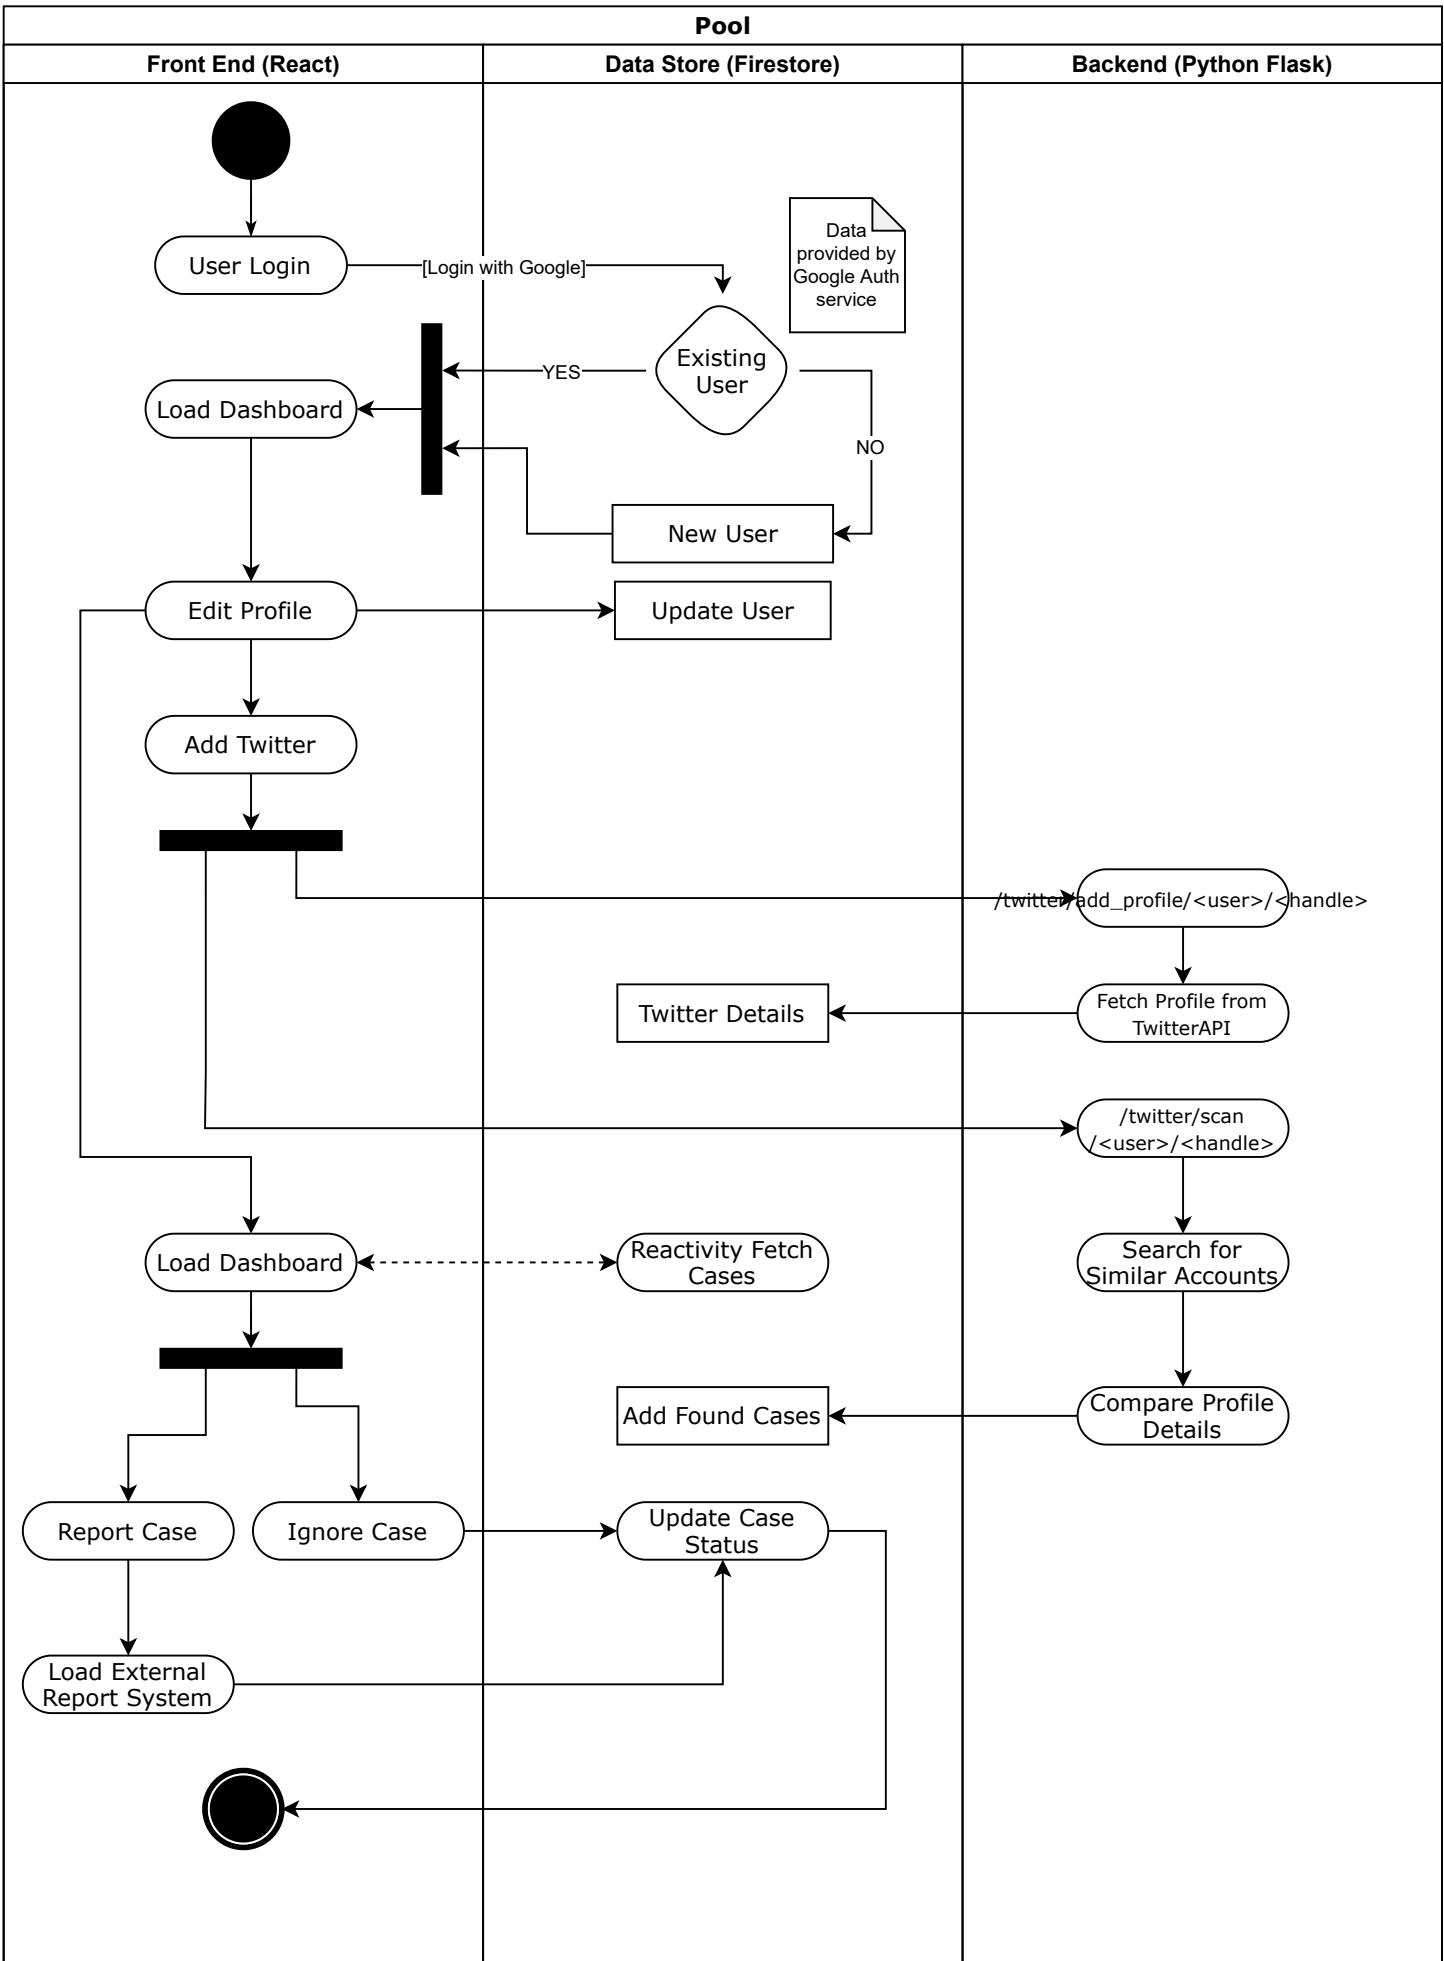 Pool
Front End (React)
Data Store (Firestore)
Backend (Python Flask)
Data
provided by
Google Auth
service
User Login
[Login with Google]
Existing
User
YES
Load Dashboard
NO
New User
Edit Profile
Update User
Add Twitter
/twitter/add_profile/<user>/<handle>
Twitter Details
Fetch Profile from
TwitterAPI
/twitter/scan
/<user>/<handle>
Load Dashboard
Reactivity Fetch
Cases
Search for
Similar Accounts
Add Found Cases
Compare Profile
Details
Report Case
Ignore Case
Update Case
Status
Load External
Report System